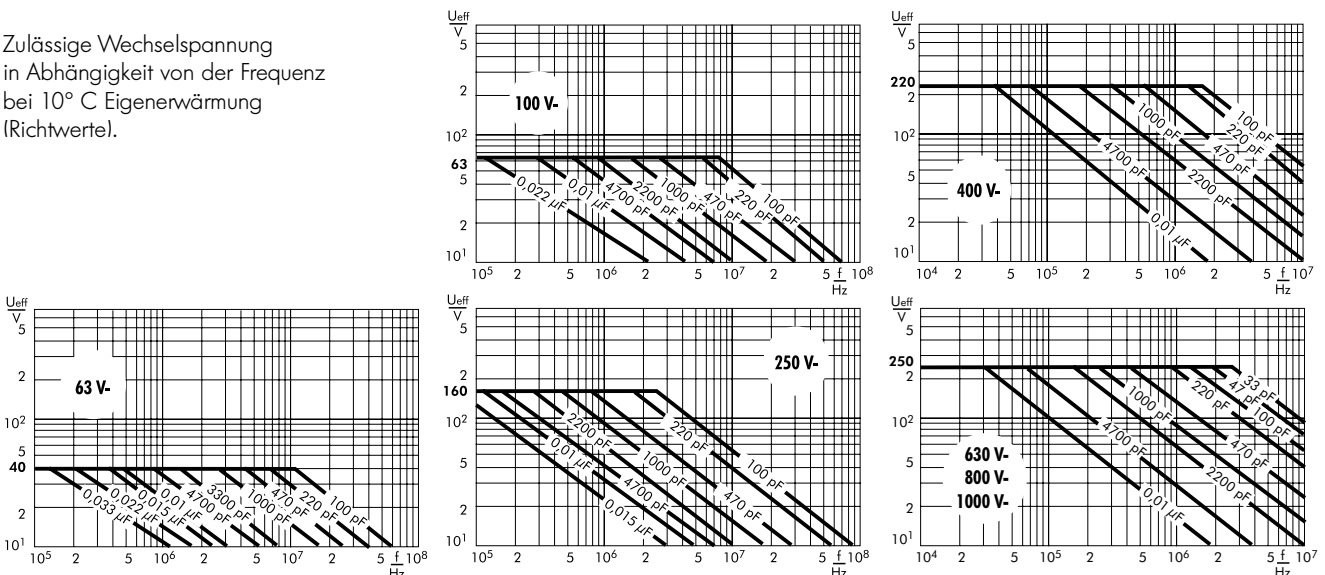 Zulässige Wechselspannung
in Abhängigkeit von der Frequenz
bei 10° C Eigenerwärmung
(Richtwerte).
Ueff
V
5
2
10²
63
5
2
10¹
100 V-
0,022 µF
0,01 µF
4700 pF
2200 pF
1000 pF
470 pF
220 pF
100 pF
10⁵ 2 5 10⁶ 2 5 10⁷ 2 5 f 10⁸
Hz
Ueff
V
5
220
2
10²
5
2
10¹
400 V-
100 pF
220 pF
470 pF
1000 pF
2200 pF
4700 pF
0,01 µF
10⁴ 2 5 10⁵ 2 5 10⁶ 2 5 f 10⁷
Hz
Ueff
V
5
2
10²
5
40
2
10¹
63 V-
0,033 µF
0,022 µF
0,015 µF
0,01 µF
4700 pF
3300 pF
1000 pF
470 pF
220 pF
100 pF
10⁵ 2 5 10⁶ 2 5 10⁷ 2 5 f 10⁸
Hz
Ueff
V
5
2
160
10²
5
2
10¹
250 V-
2200 pF
220 pF
0,01 µF
1000 pF
100 pF
4700 pF
470 pF
0,015 µF
10⁵ 2 5 10⁶ 2 5 10⁷ 2 5 f 10⁸
Hz
Ueff
V
5
250
2
10²
5
2
10¹
630 V-
800 V-
1000 V-
33 pF
47 pF
100 pF
220 pF
470 pF
1000 pF
2200 pF
4700 pF
0,01 µF
10⁴ 2 5 10⁵ 2 5 10⁶ 2 5 f 10⁷
Hz